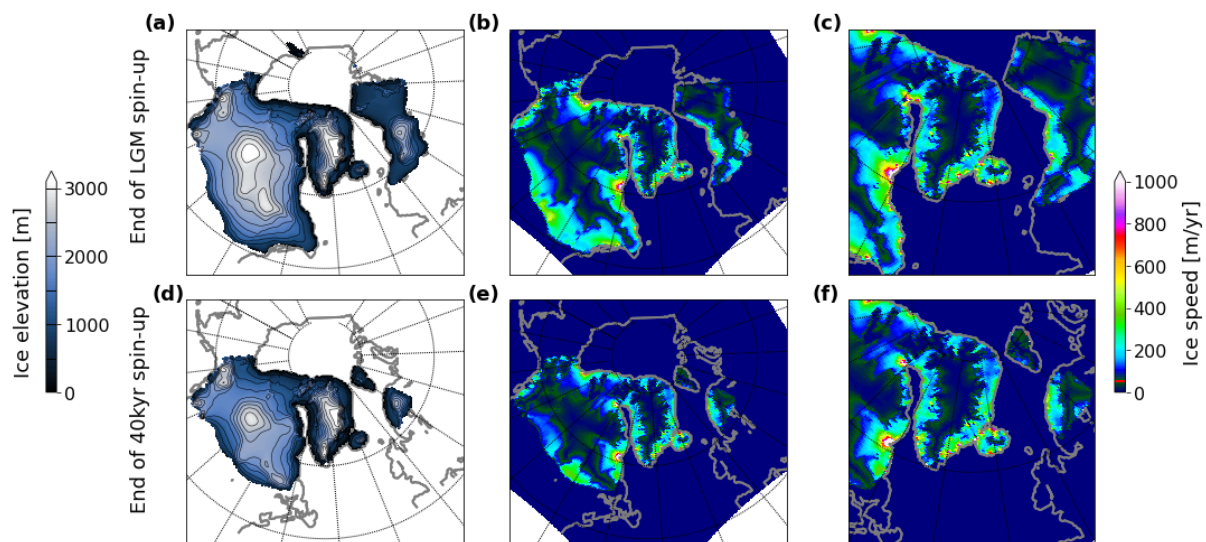 (a)
(b)
(c)
End of LGM spin-up
3000
2000
1000
0
Ice elevation [m]
1000
800
600
400
200
0
Ice speed [m/yr]
(d)
(e)
(f)
End of 40kyr spin-up